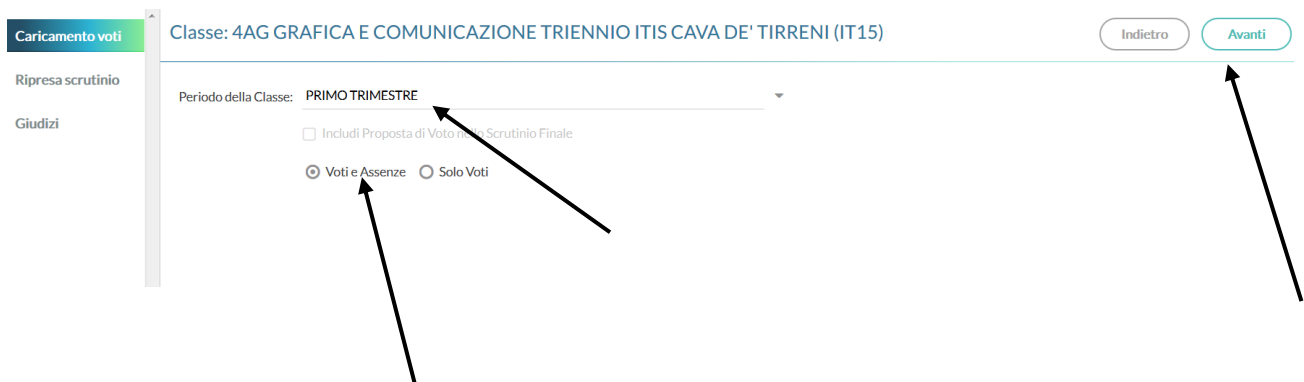 Caricamento voti
Classe: 4AG GRAFICA E COMUNICAZIONE TRIENNIO ITIS CAVA DE' TIRRENI (IT15)
Indietro
Avanti
Ripresa scrutinio
Periodo della Classe: PRIMO TRIMESTRE
Giudizi
Includi Proposta di Voto nello Scrutinio Finale
Voti e Assenze
Solo Voti